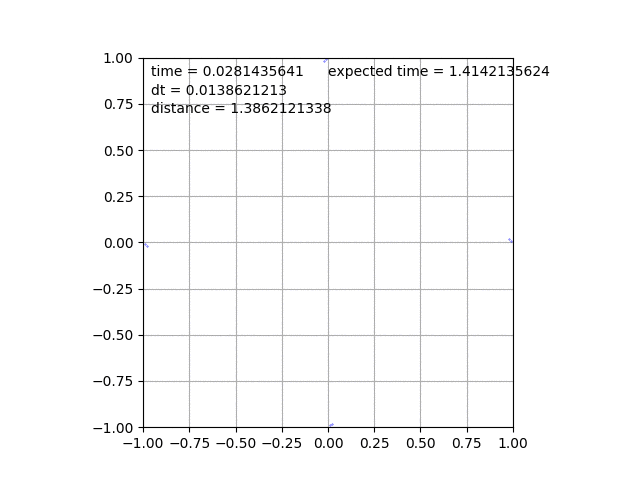 time = 0.0281435641
expected time = 1.4142135624
dt = 0.0138621213
distance = 1.3862121338
1.00
0.75
0.50
0.25
0.00
−0.25
−0.50
−0.75
−1.00
−1.00 −0.75 −0.50 −0.25 0.00 0.25 0.50 0.75 1.00